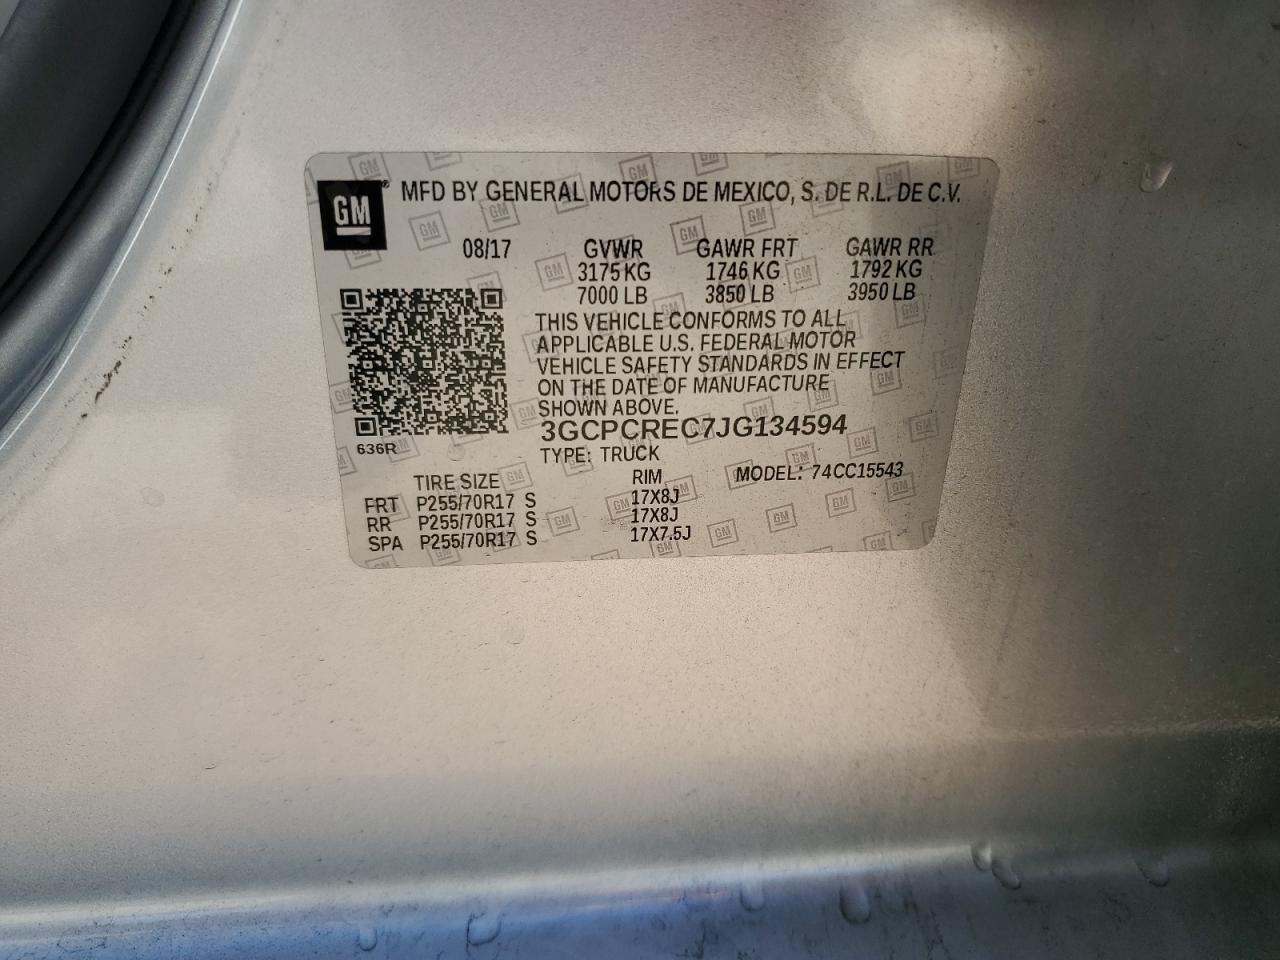 GM® MFD BY GENERAL MOTORS DE MEXICO, S. DE R.L. DE C.V.
08/17 GVWR GAWR FRT GAWR RR
3175 KG 1746 KG 1792 KG
7000 LB 3850 LB 3950 LB
THIS VEHICLE CONFORMS TO ALL
APPLICABLE U.S. FEDERAL MOTOR
VEHICLE SAFETY STANDARDS IN EFFECT
ON THE DATE OF MANUFACTURE
SHOWN ABOVE.
3GCPCREC7JG134594
636R
TYPE: TRUCK
TIRE SIZE RIM MODEL: 74CC15543
FRT P255/70R17 S 17X8J
RR P255/70R17 S 17X8J
SPA P255/70R17 S 17X7.5J